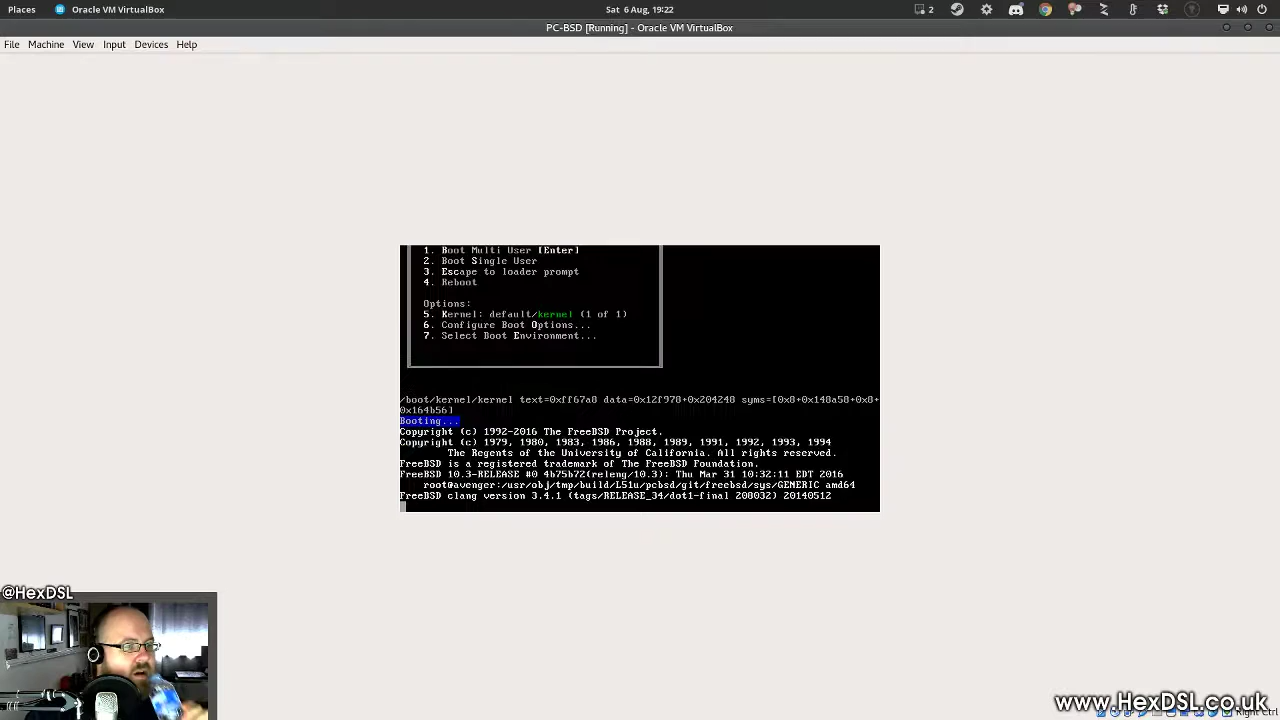 Places Oracle VM VirtualBox Sat 6 Aug, 19:22 2
PC-BSD [Running] - Oracle VM VirtualBox
File Machine View Input Devices Help
1. Boot Multi User [Enter]
2. Boot Single User
3. Escape to loader prompt
4. Reboot
Options:
5. Kernel: default/kernel (1 of 1)
6. Configure Boot Options...
7. Select Boot Environment...
/boot/kernel/kernel text=0xff67a8 data=0x12f978+0x204248 syms=[0x8+0x148a58+0x8+
0x164b56]
Booting...
Copyright (c) 1992-2016 The FreeBSD Project.
Copyright (c) 1979, 1980, 1983, 1986, 1988, 1989, 1991, 1992, 1993, 1994
The Regents of the University of California. All rights reserved.
FreeBSD is a registered trademark of The FreeBSD Foundation.
FreeBSD 10.3-RELEASE #0 4b75b72(releng/10.3): Thu Mar 31 10:32:11 EDT 2016
root@avenger:/usr/obj/tmp/build/L51u/pcbsd/git/freebsd/sys/GENERIC amd64
FreeBSD clang version 3.4.1 (tags/RELEASE_34/dot1-final 208032) 20140512
@HexDSL
www.HexDSL.co.uk
Right Ctrl